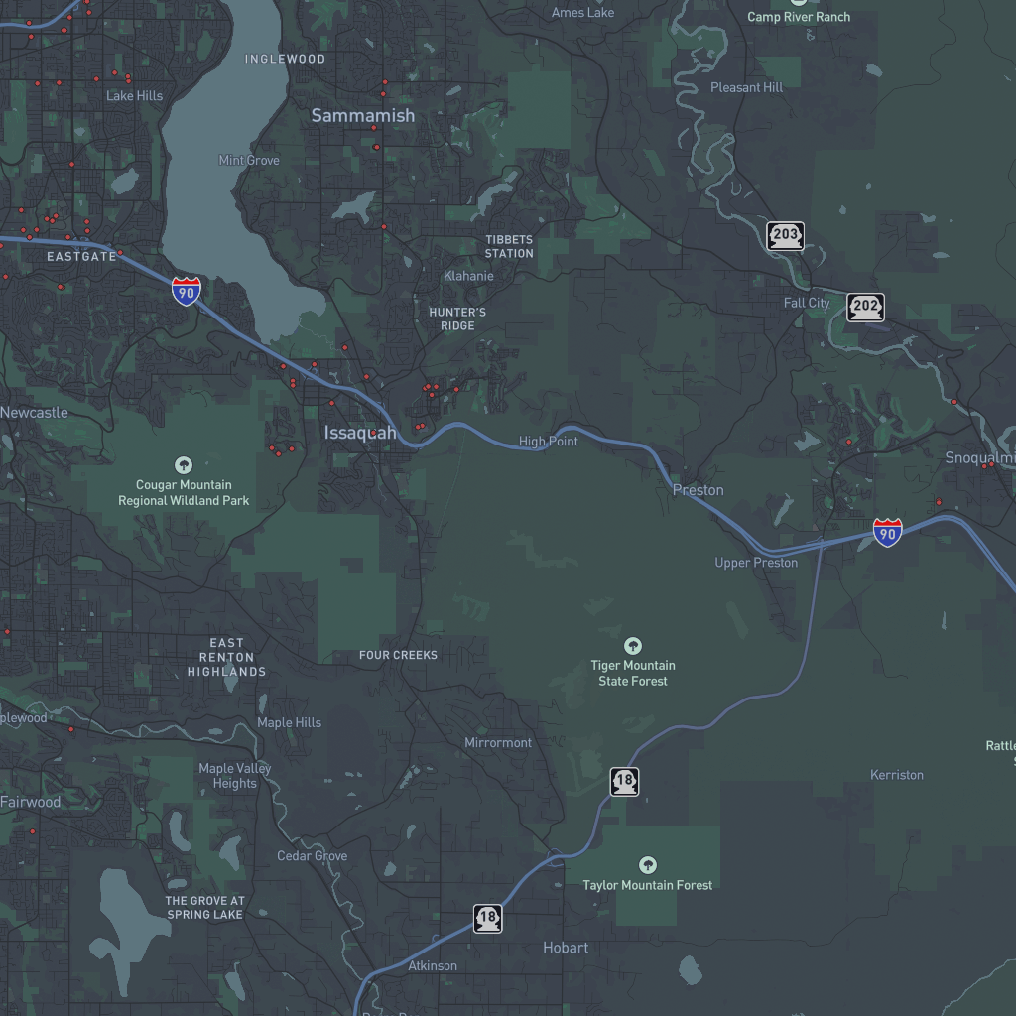 Ames Lake
Camp River Ranch
INGLEWOOD
Lake Hills
Pleasant Hill
Sammamish
Mint Grove
203
TIBBETS
STATION
EASTGATE
Klahanie
90
Fall City
202
HUNTER'S
RIDGE
Newcastle
Issaquah
High Point
Snoqualmi
Cougar Mountain
Regional Wildland Park
Preston
90
Upper Preston
EAST
RENTON
HIGHLANDS
FOUR CREEKS
Tiger Mountain
State Forest
plewood
Maple Hills
Mirrormont
Rattle
S
Maple Valley
Heights
18
Kerriston
Fairwood
Cedar Grove
Taylor Mountain Forest
THE GROVE AT
SPRING LAKE
18
Hobart
Atkinson